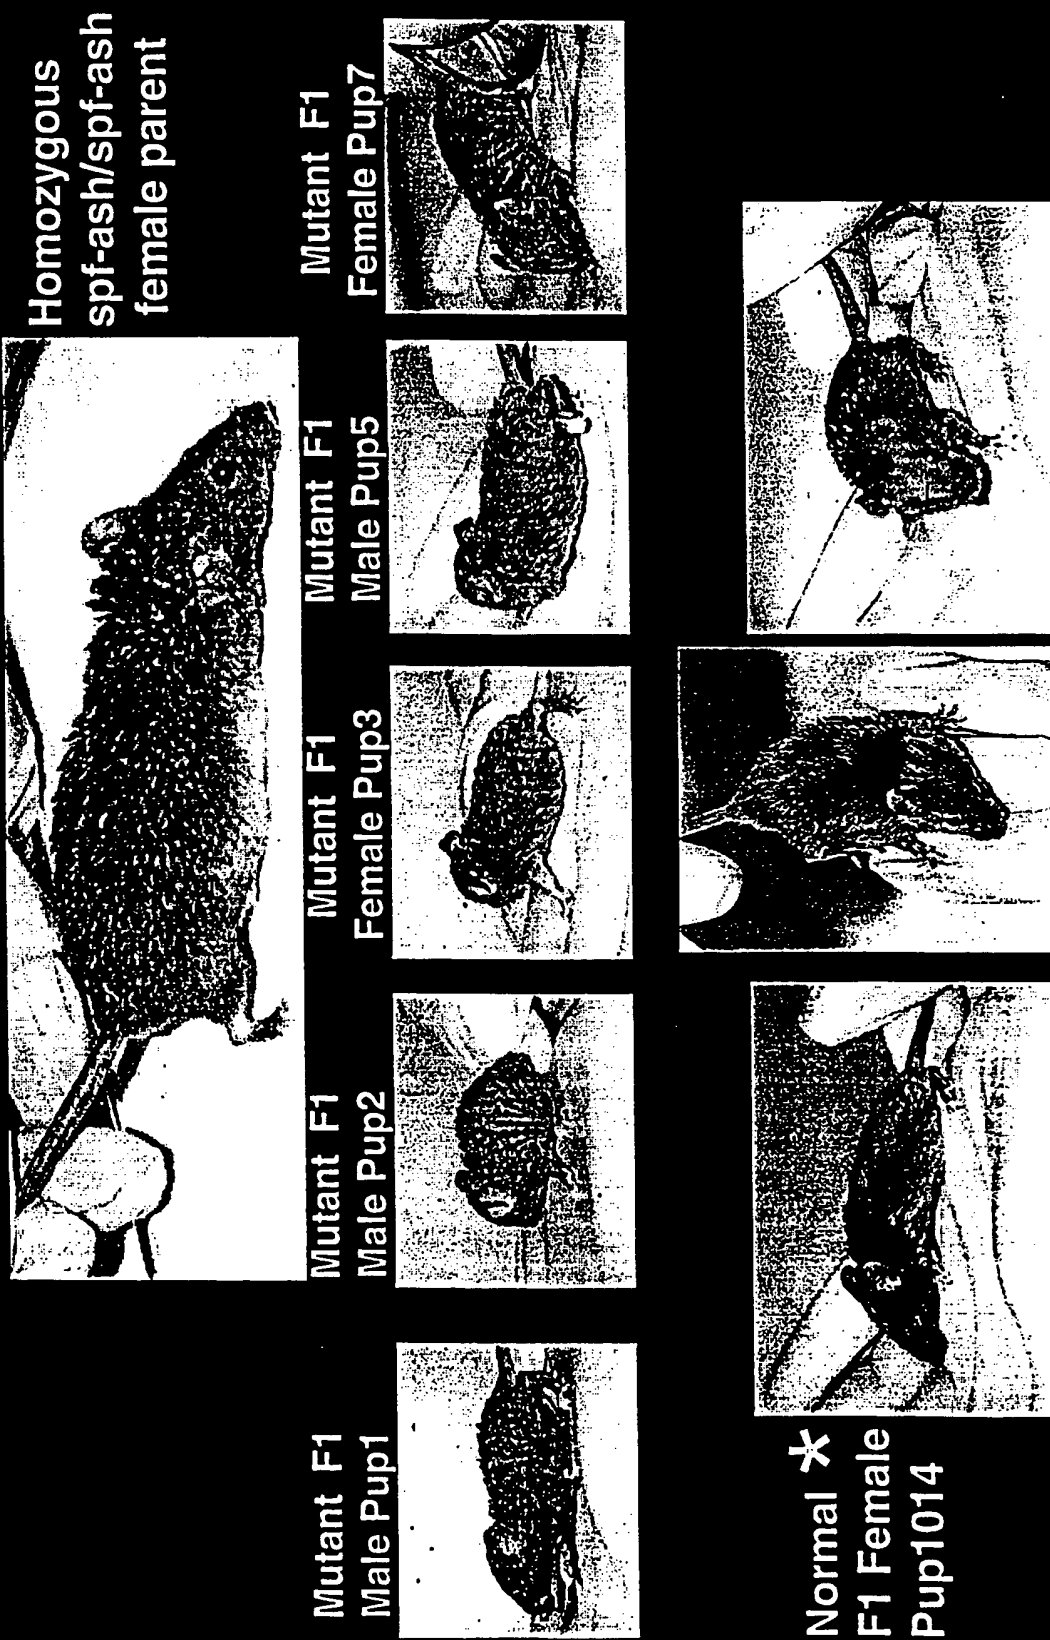 Homozygous
spf-ash/spf-ash
female parent
Mutant F1
Male Pup1
Mutant F1
Male Pup2
Mutant F1
Female Pup3
Mutant F1
Male Pup5
Mutant F1
Female Pup7
Normal *
F1 Female
Pup1014